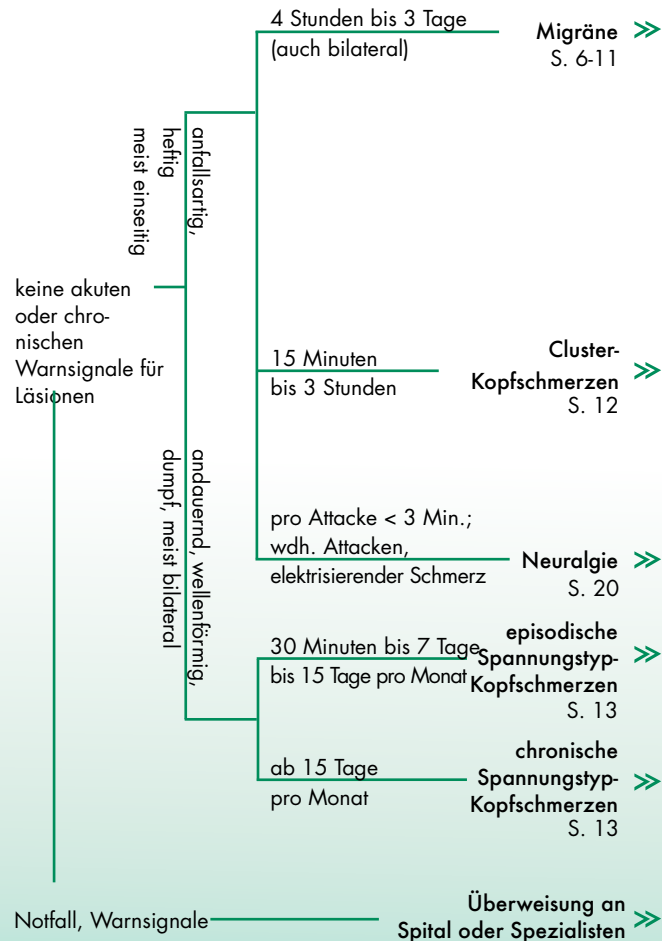 4 Stunden bis 3 Tage
(auch bilateral)
Migräne
S. 6-11
anfallsartig,
heftig
meist einseitig
keine akuten
oder chro-
nischen
Warnsignale für
Läsionen
15 Minuten
bis 3 Stunden
Cluster-
Kopfschmerzen
S. 12
andauernd, wellenförmig,
dumpf, meist bilateral
pro Attacke < 3 Min.;
wdh. Attacken,
elektrisierender Schmerz
Neuralgie
S. 20
30 Minuten bis 7 Tage
bis 15 Tage pro Monat
episodische
Spannungstyp-
Kopfschmerzen
S. 13
ab 15 Tage
pro Monat
chronische
Spannungstyp-
Kopfschmerzen
S. 13
Notfall, Warnsignale
Überweisung an
Spital oder Spezialisten